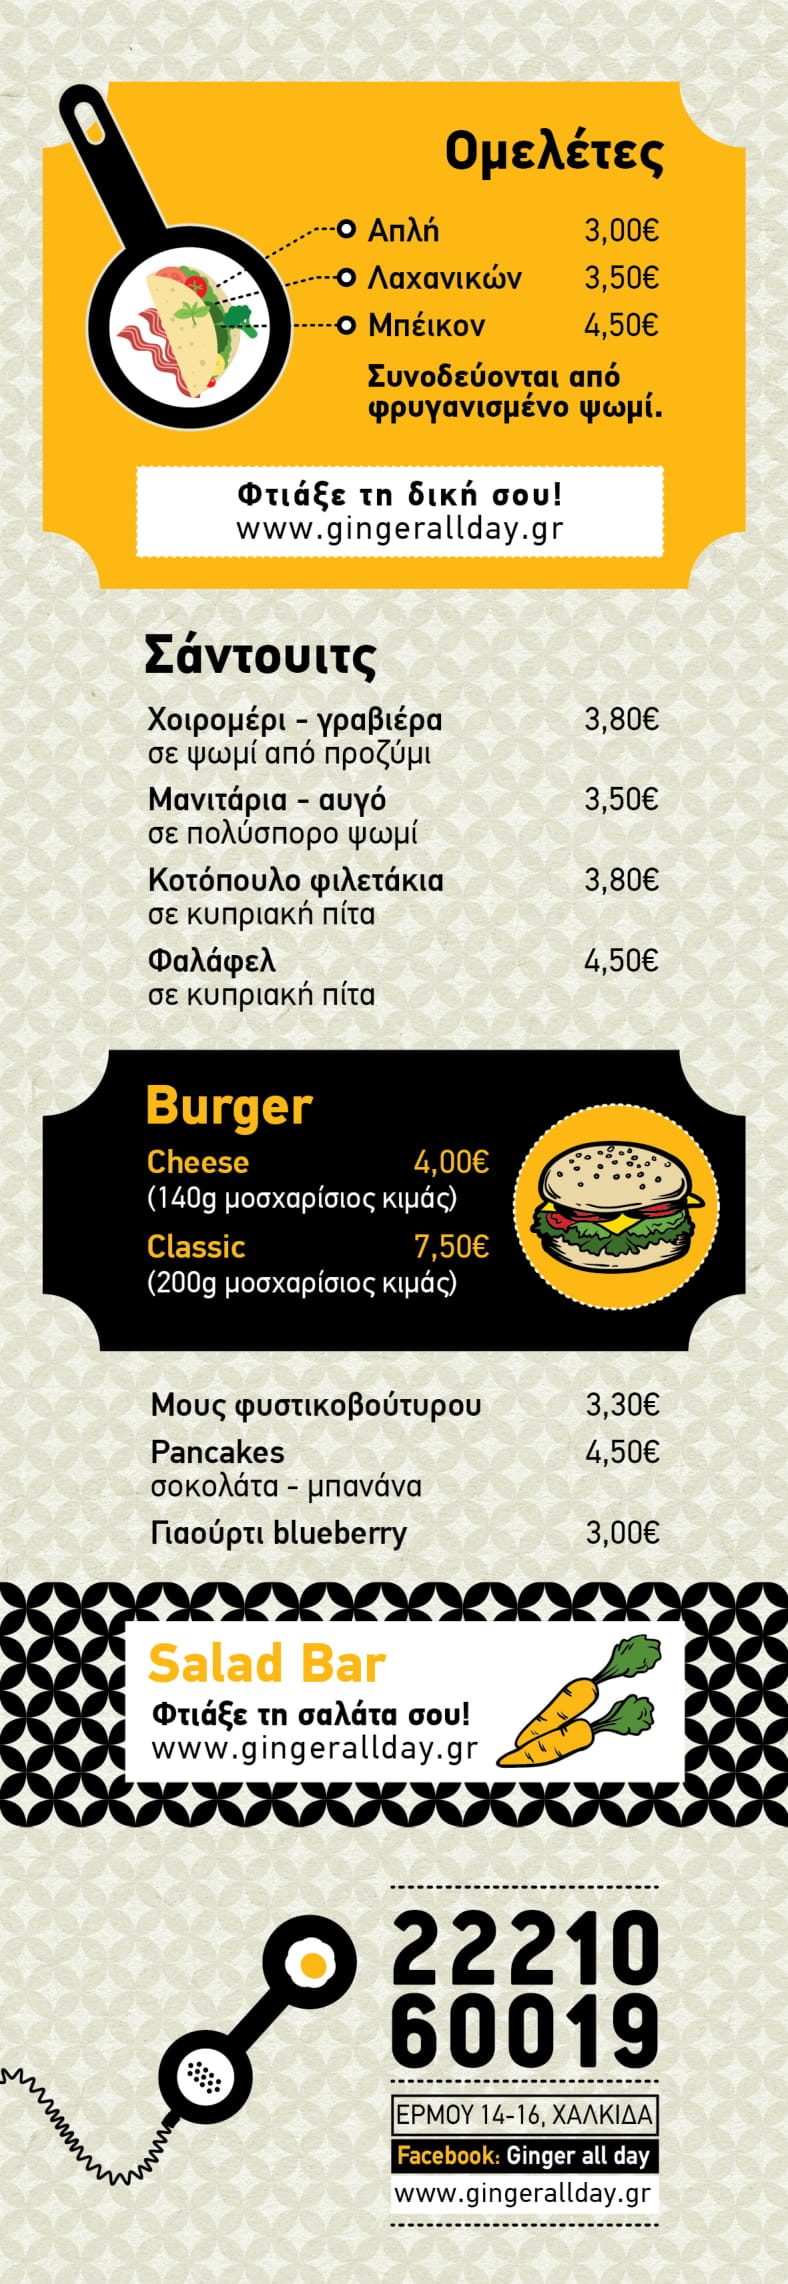 Ομελέτες
Απλή 3,00€
Λαχανικών 3,50€
Μπέικον 4,50€
Συνοδεύονται από
φρυγανισμένο ψωμί.
Φτιάξε τη δική σου!
www.gingerallday.gr
Σάντουιτς
Χοιρομέρι - γραβιέρα 3,80€
σε ψωμί από προζύμι
Μανιτάρια - αυγό 3,50€
σε πολύσπορο ψωμί
Κοτόπουλο φιλετάκια 3,80€
σε κυπριακή πίτα
Φαλάφελ 4,50€
σε κυπριακή πίτα
Burger
Cheese 4,00€
(140g μοσχαρίσιος κιμάς)
Classic 7,50€
(200g μοσχαρίσιος κιμάς)
Μους φυστικοβούτυρου 3,30€
Pancakes 4,50€
σοκολάτα - μπανάνα
Γιαούρτι blueberry 3,00€
Salad Bar
Φτιάξε τη σαλάτα σου!
www.gingerallday.gr
22210
60019
ΕΡΜΟΥ 14-16, ΧΑΛΚΙΔΑ
Facebook: Ginger all day
www.gingerallday.gr